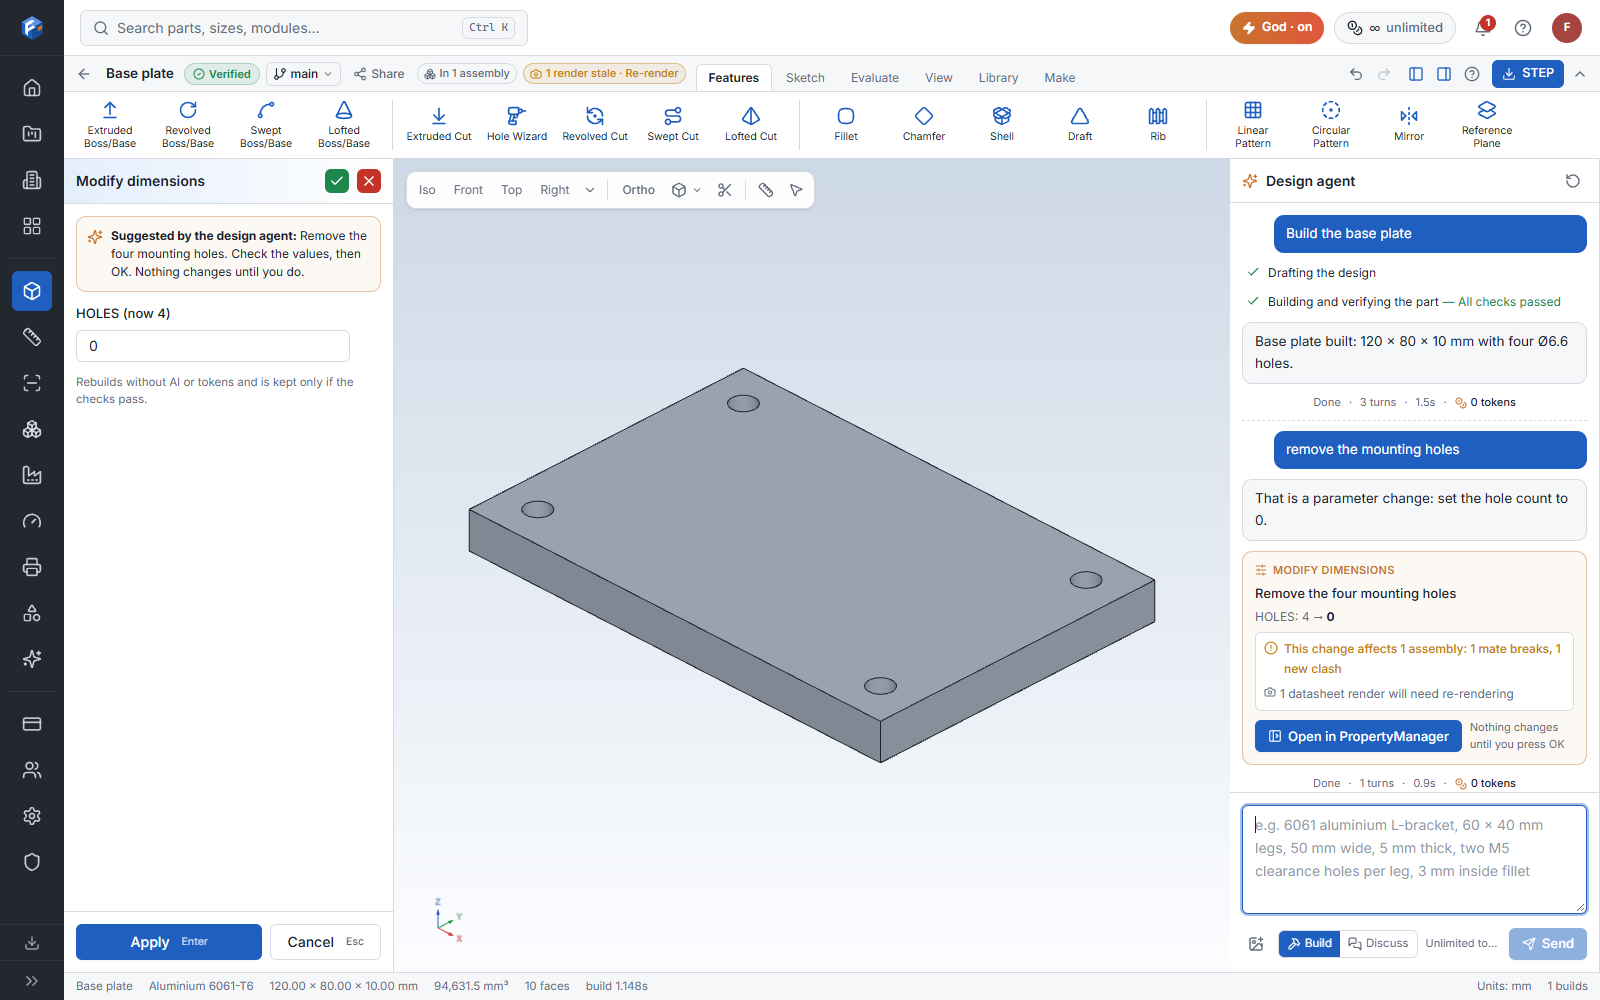 Search parts, sizes, modules...
Ctrl K
God · on
∞ unlimited
1
F
Base plate
Verified
main
Share
In 1 assembly
1 render stale · Re-render
Features
Sketch
Evaluate
View
Library
Make
STEP
Extruded Boss/Base
Revolved Boss/Base
Swept Boss/Base
Lofted Boss/Base
Extruded Cut
Hole Wizard
Revolved Cut
Swept Cut
Lofted Cut
Fillet
Chamfer
Shell
Draft
Rib
Linear Pattern
Circular Pattern
Mirror
Reference Plane
Modify dimensions
Suggested by the design agent: Remove the
four mounting holes. Check the values, then
OK. Nothing changes until you do.
HOLES (now 4)
0
Rebuilds without AI or tokens and is kept only if the
checks pass.
Apply Enter
Cancel Esc
Iso
Front
Top
Right
Ortho
Z
Y
X
Design agent
Build the base plate
Drafting the design
Building and verifying the part — All checks passed
Base plate built: 120 × 80 × 10 mm with four Ø6.6
holes.
Done · 3 turns · 1.5s · 0 tokens
remove the mounting holes
That is a parameter change: set the hole count to
0.
MODIFY DIMENSIONS
Remove the four mounting holes
HOLES: 4 → 0
This change affects 1 assembly: 1 mate breaks, 1
new clash
1 datasheet render will need re-rendering
Open in PropertyManager
Nothing changes
until you press OK
Done · 1 turns · 0.9s · 0 tokens
e.g. 6061 aluminium L-bracket, 60 × 40 mm
legs, 50 mm wide, 5 mm thick, two M5
clearance holes per leg, 3 mm inside fillet
Build
Discuss
Unlimited to...
Send
Base plate
Aluminium 6061-T6
120.00 × 80.00 × 10.00 mm
94,631.5 mm³
10 faces
build 1.148s
Units: mm
1 builds